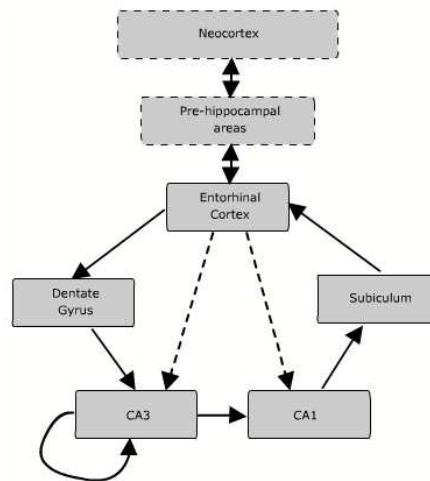 Neocortex
Pre-hippocampal
areas
Entorhinal
Cortex
Dentate
Gyrus
Subiculum
CA3
CA1